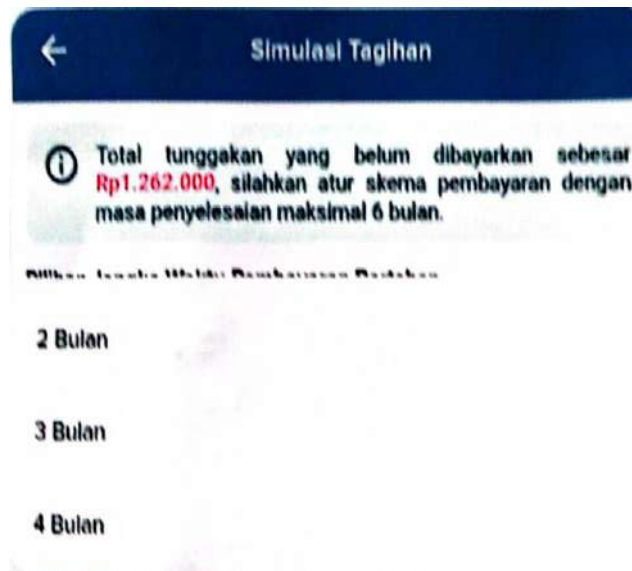 Simulasi Tagihan
Total tunggakan yang belum dibayarkan sebesar
Rp1.262.000, silahkan atur skema pembayaran dengan
masa penyelesaian maksimal 6 bulan.
2 Bulan
3 Bulan
4 Bulan